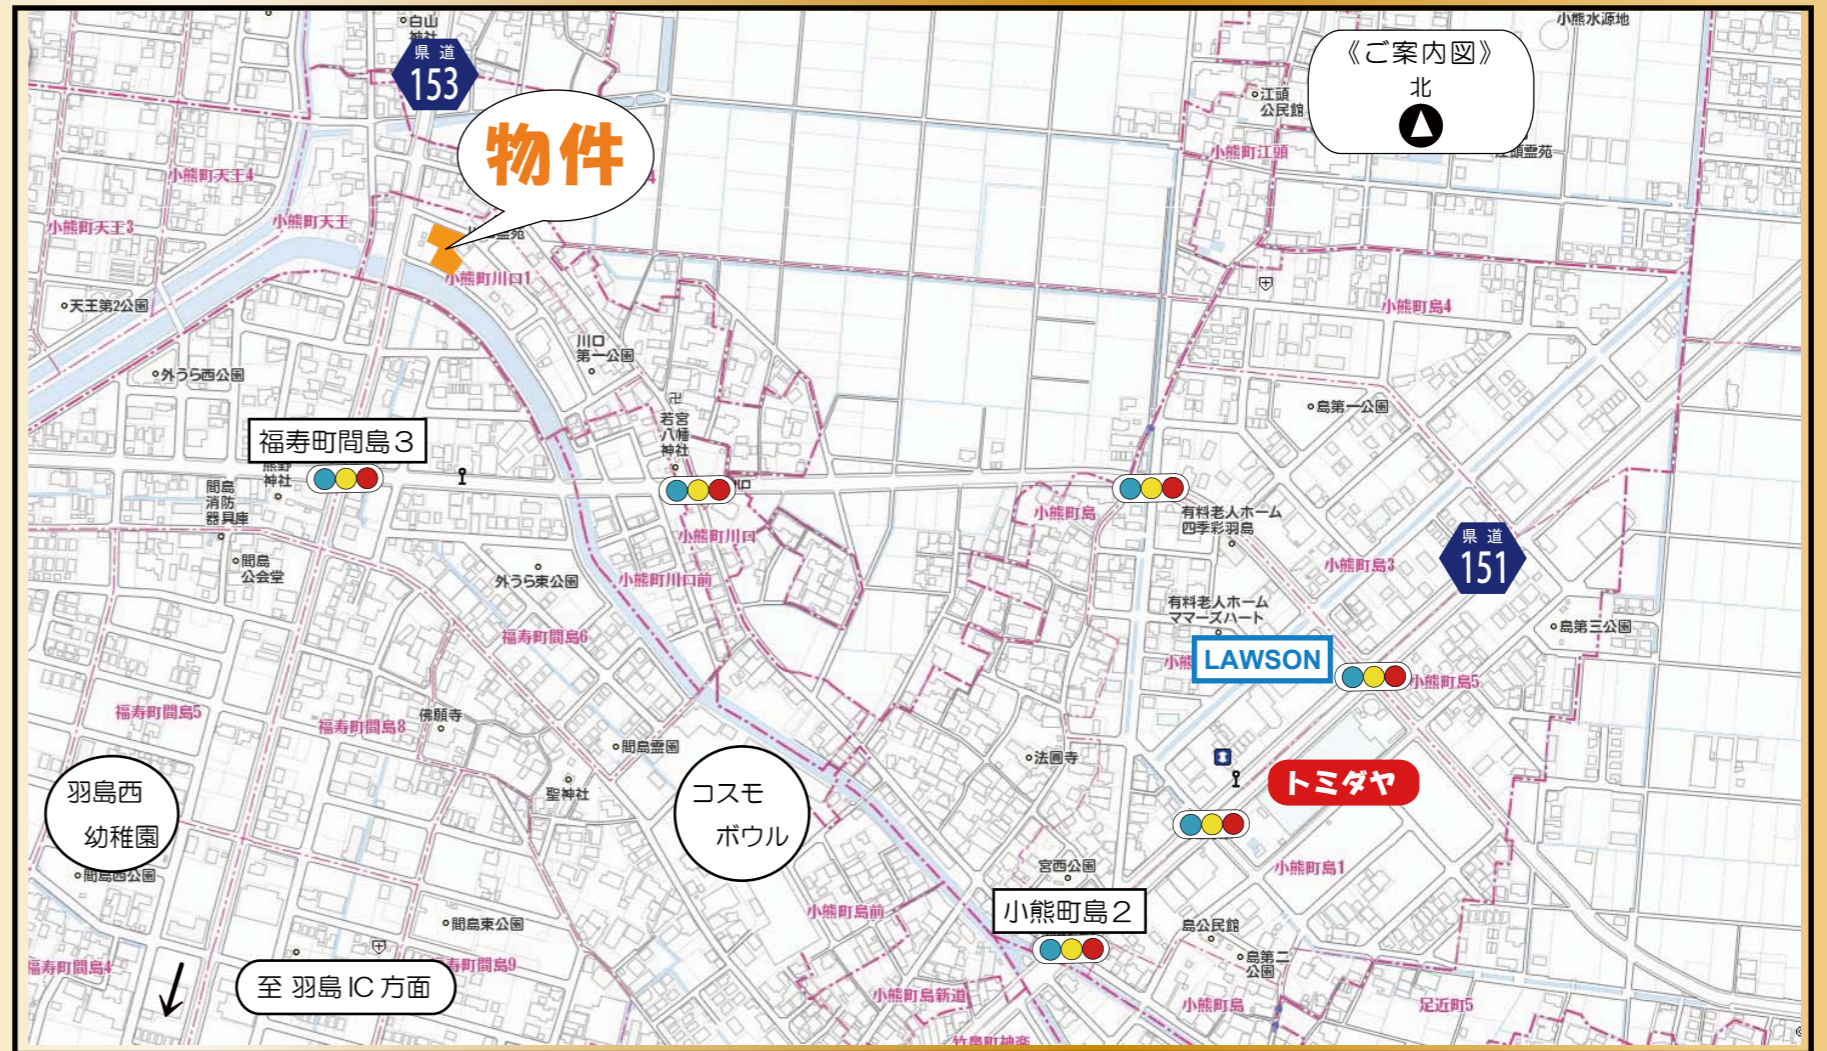 白山
神社
県道
153
物件
小熊水源地
《ご案内図》
北
江頭
公民館
小熊町江頭
江頭霊苑
小熊町天王4
小熊町天王3
小熊町天王
4
小熊町川口1
天王第2公園
小熊町島4
川口
第一公園
外うら西公園
島第一公園
若宮
八幡
神社
福寿町間島3
熊野
神社
間島
消防
器具庫
間島
公会堂
小熊町島
有料老人ホーム
四季彩羽島
県道
151
小熊町川口
小熊町川口前
外うら東公園
小熊町島3
有料老人ホーム
ママーズハート
島第三公園
福寿町間島6
小熊
LAWSON
小熊町島5
福寿町間島5
福寿町間島8
佛願寺
間島霊園
法圓寺
羽島西
幼稚園
聖神社
コスモ
ボウル
トミダヤ
間島西公園
宮西公園
小熊町島1
小熊町島前
小熊町島2
間島東公園
島公民館
島第二
公園
福寿町間島4
寿町間島9
至 羽島IC方面
小熊町島新道
小熊町島
足近町5
竹鼻町神楽